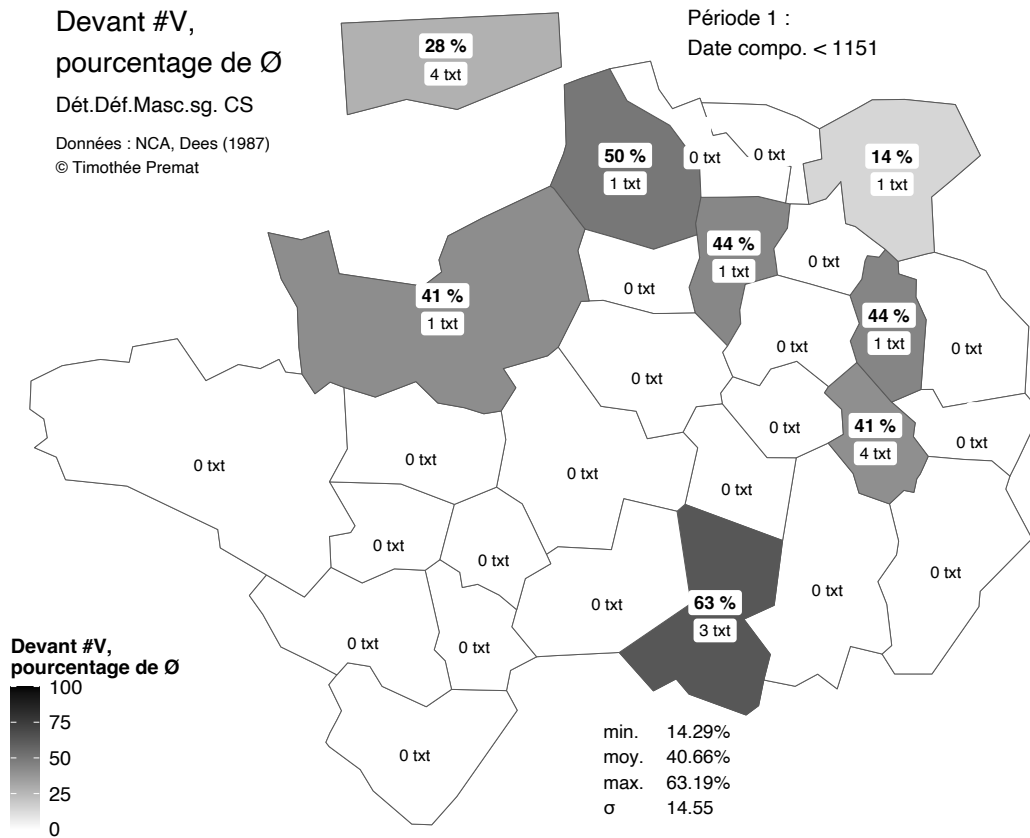 Devant #V,
pourcentage de Ø
Dét.Déf.Masc.sg. CS
Données : NCA, Dees (1987)
© Timothée Premat
Période 1 :
Date compo. < 1151
28 %
4 txt
50 %
1 txt
0 txt
0 txt
14 %
1 txt
44 %
1 txt
0 txt
0 txt
41 %
1 txt
44 %
1 txt
0 txt
0 txt
0 txt
0 txt
41 %
4 txt
0 txt
0 txt
0 txt
0 txt
0 txt
0 txt
0 txt
0 txt
0 txt
0 txt
63 %
3 txt
0 txt
0 txt
0 txt
0 txt
Devant #V,
pourcentage de Ø
100
75
50
25
0
min. 14.29%
moy. 40.66%
max. 63.19%
σ 14.55